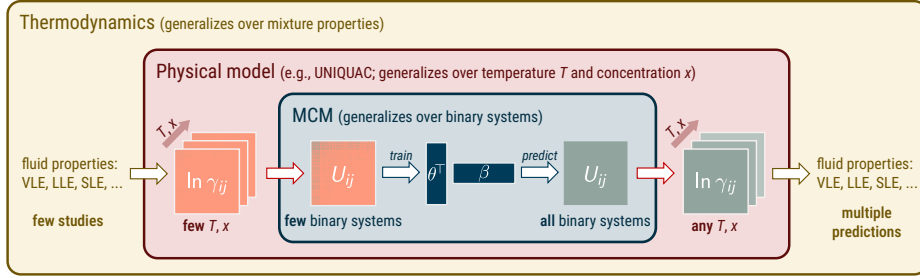 Thermodynamics (generalizes over mixture properties)
Physical model (e.g., UNIQUAC; generalizes over temperature T and concentration x)
MCM (generalizes over binary systems)
fluid properties:
VLE, LLE, SLE, ...
few studies
T, x
ln γij
few T, x
Uij
few binary systems
train
θ⊤
β
predict
Uij
all binary systems
T, x
ln γij
any T, x
fluid properties:
VLE, LLE, SLE, ...
multiple
predictions